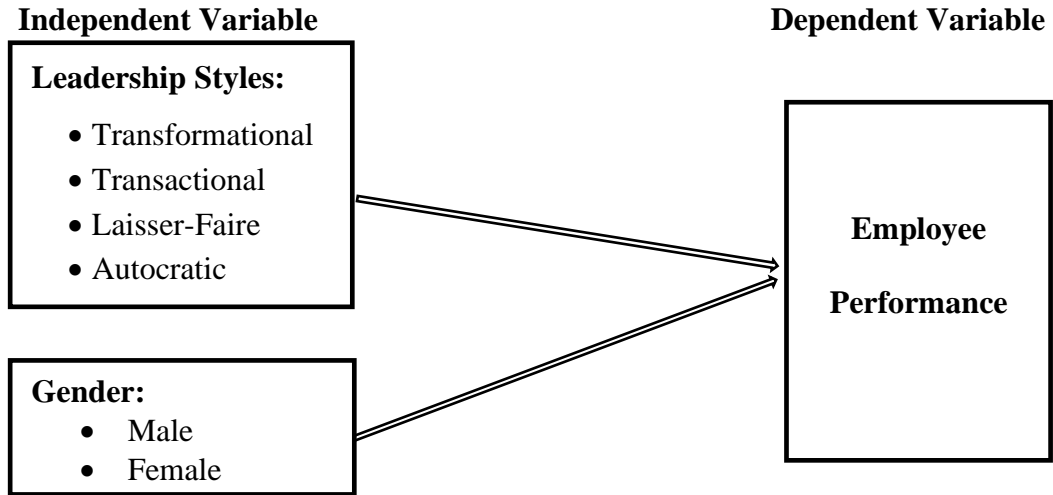 Independent Variable
Dependent Variable
Leadership Styles:
• Transformational
• Transactional
• Laisser-Faire
• Autocratic
Employee
Performance
Gender:
• Male
• Female